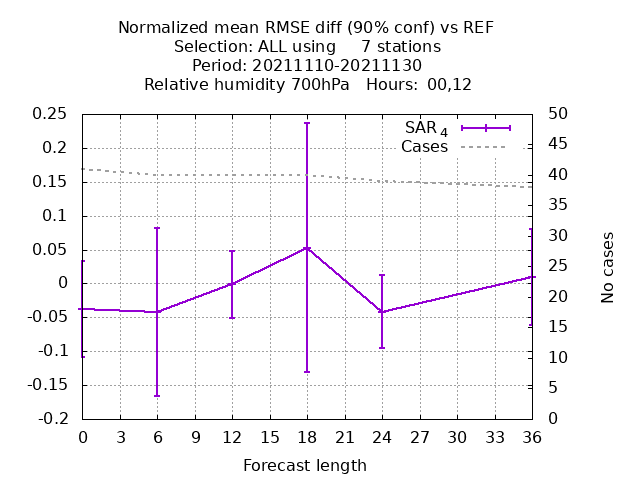 Normalized mean RMSE diff (90% conf) vs REF
Selection: ALL using     7 stations
Period: 20211110-20211130
Relative humidity 700hPa   Hours:  00,12
0.25
0.2
0.15
0.1
0.05
0
-0.05
-0.1
-0.15
-0.2
SAR 4
Cases
50
45
40
35
30
25
20
15
10
5
0
No cases
0 3 6 9 12 15 18 21 24 27 30 33 36
Forecast length